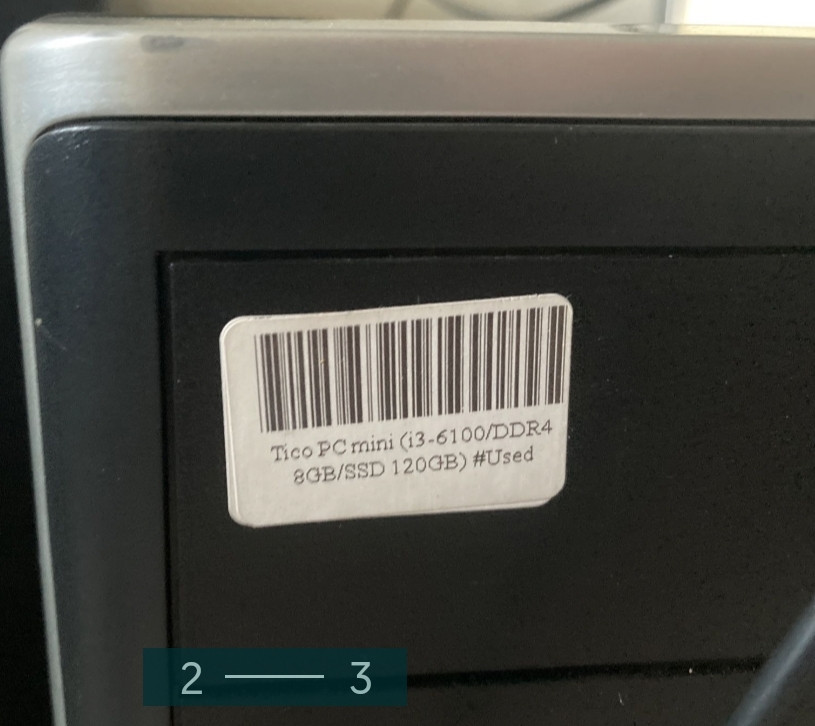 Tico PC mini (i3-6100/DDR4
8GB/SSD 120GB) #Used
2 — 3